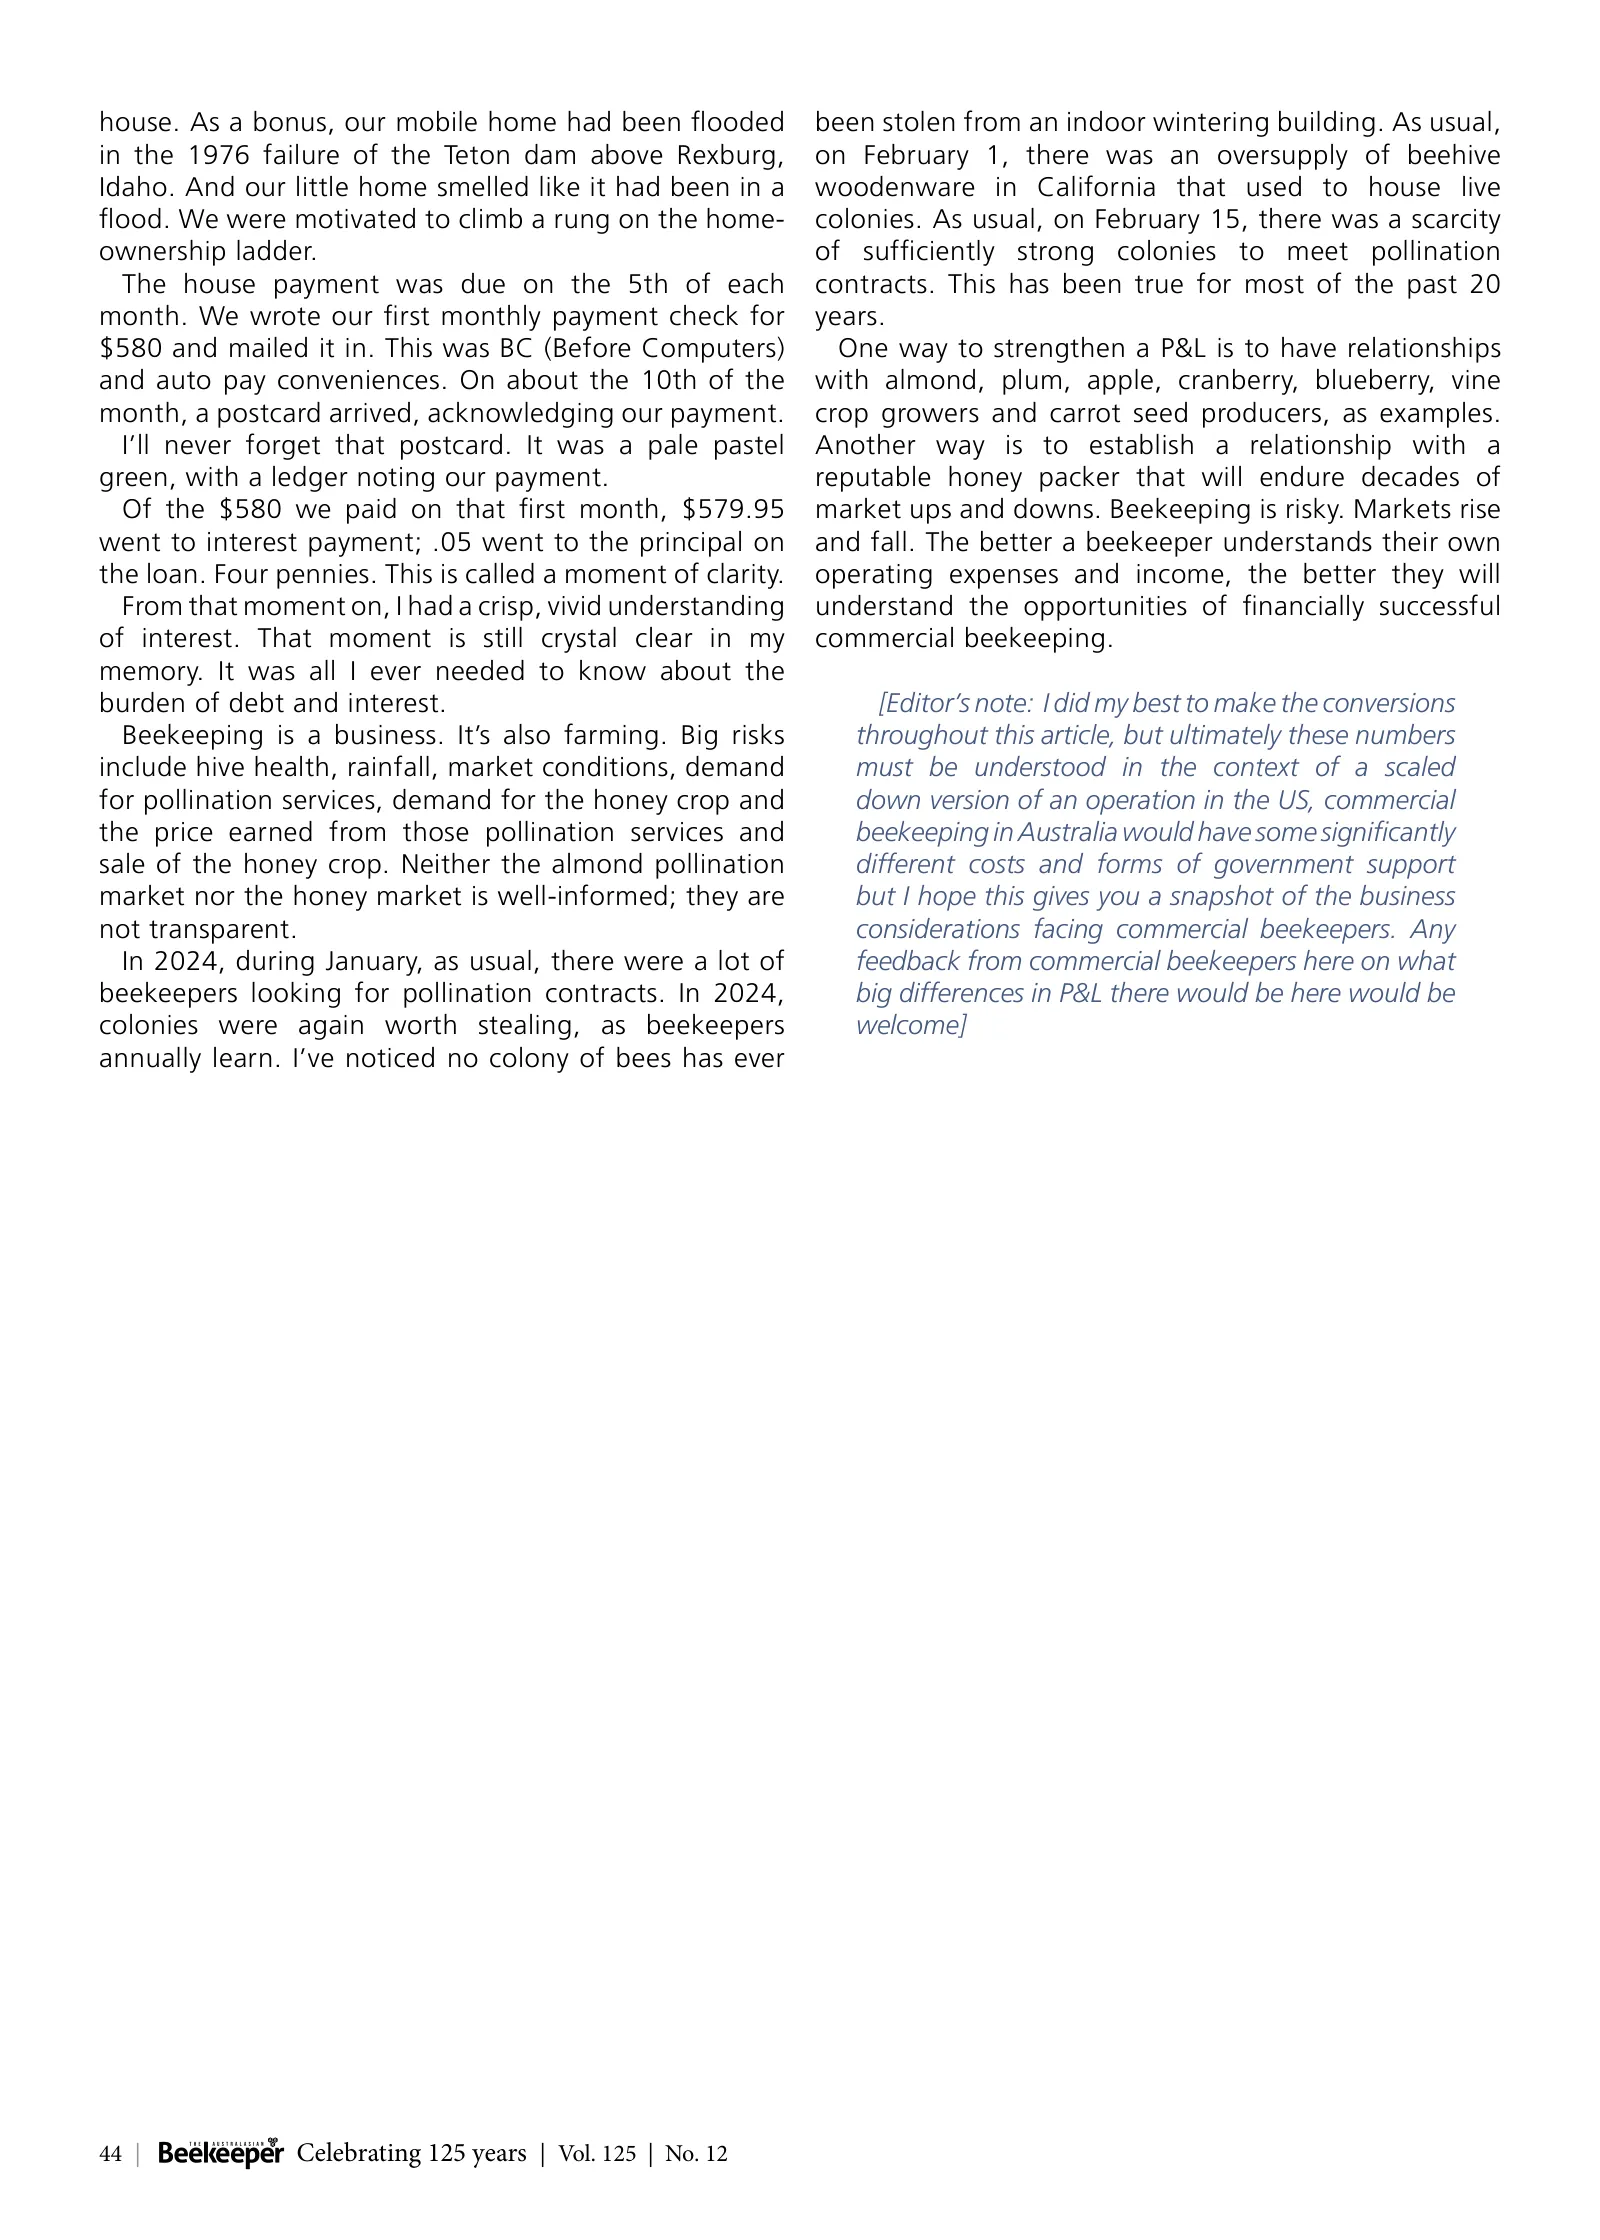 house. As a bonus, our mobile home had been flooded
in the 1976 failure of the Teton dam above Rexburg,
Idaho. And our little home smelled like it had been in a
flood. We were motivated to climb a rung on the home-
ownership ladder.
The house payment was due on the 5th of each
month. We wrote our first monthly payment check for
$580 and mailed it in. This was BC (Before Computers)
and auto pay conveniences. On about the 10th of the
month, a postcard arrived, acknowledging our payment.
I’ll never forget that postcard. It was a pale pastel
green, with a ledger noting our payment.
Of the $580 we paid on that first month, $579.95
went to interest payment; .05 went to the principal on
the loan. Four pennies. This is called a moment of clarity.
From that moment on, I had a crisp, vivid understanding
of interest. That moment is still crystal clear in my
memory. It was all I ever needed to know about the
burden of debt and interest.
Beekeeping is a business. It’s also farming. Big risks
include hive health, rainfall, market conditions, demand
for pollination services, demand for the honey crop and
the price earned from those pollination services and
sale of the honey crop. Neither the almond pollination
market nor the honey market is well-informed; they are
not transparent.
In 2024, during January, as usual, there were a lot of
beekeepers looking for pollination contracts. In 2024,
colonies were again worth stealing, as beekeepers
annually learn. I’ve noticed no colony of bees has ever
been stolen from an indoor wintering building. As usual,
on February 1, there was an oversupply of beehive
woodenware in California that used to house live
colonies. As usual, on February 15, there was a scarcity
of sufficiently strong colonies to meet pollination
contracts. This has been true for most of the past 20
years.
One way to strengthen a P&L is to have relationships
with almond, plum, apple, cranberry, blueberry, vine
crop growers and carrot seed producers, as examples.
Another way is to establish a relationship with a
reputable honey packer that will endure decades of
market ups and downs. Beekeeping is risky. Markets rise
and fall. The better a beekeeper understands their own
operating expenses and income, the better they will
understand the opportunities of financially successful
commercial beekeeping.
[Editor’s note: I did my best to make the conversions
throughout this article, but ultimately these numbers
must be understood in the context of a scaled
down version of an operation in the US, commercial
beekeeping in Australia would have some significantly
different costs and forms of government support
but I hope this gives you a snapshot of the business
considerations facing commercial beekeepers. Any
feedback from commercial beekeepers here on what
big differences in P&L there would be here would be
welcome]
44 | THE AUSTRALASIAN Beekeeper Celebrating 125 years | Vol. 125 | No. 12